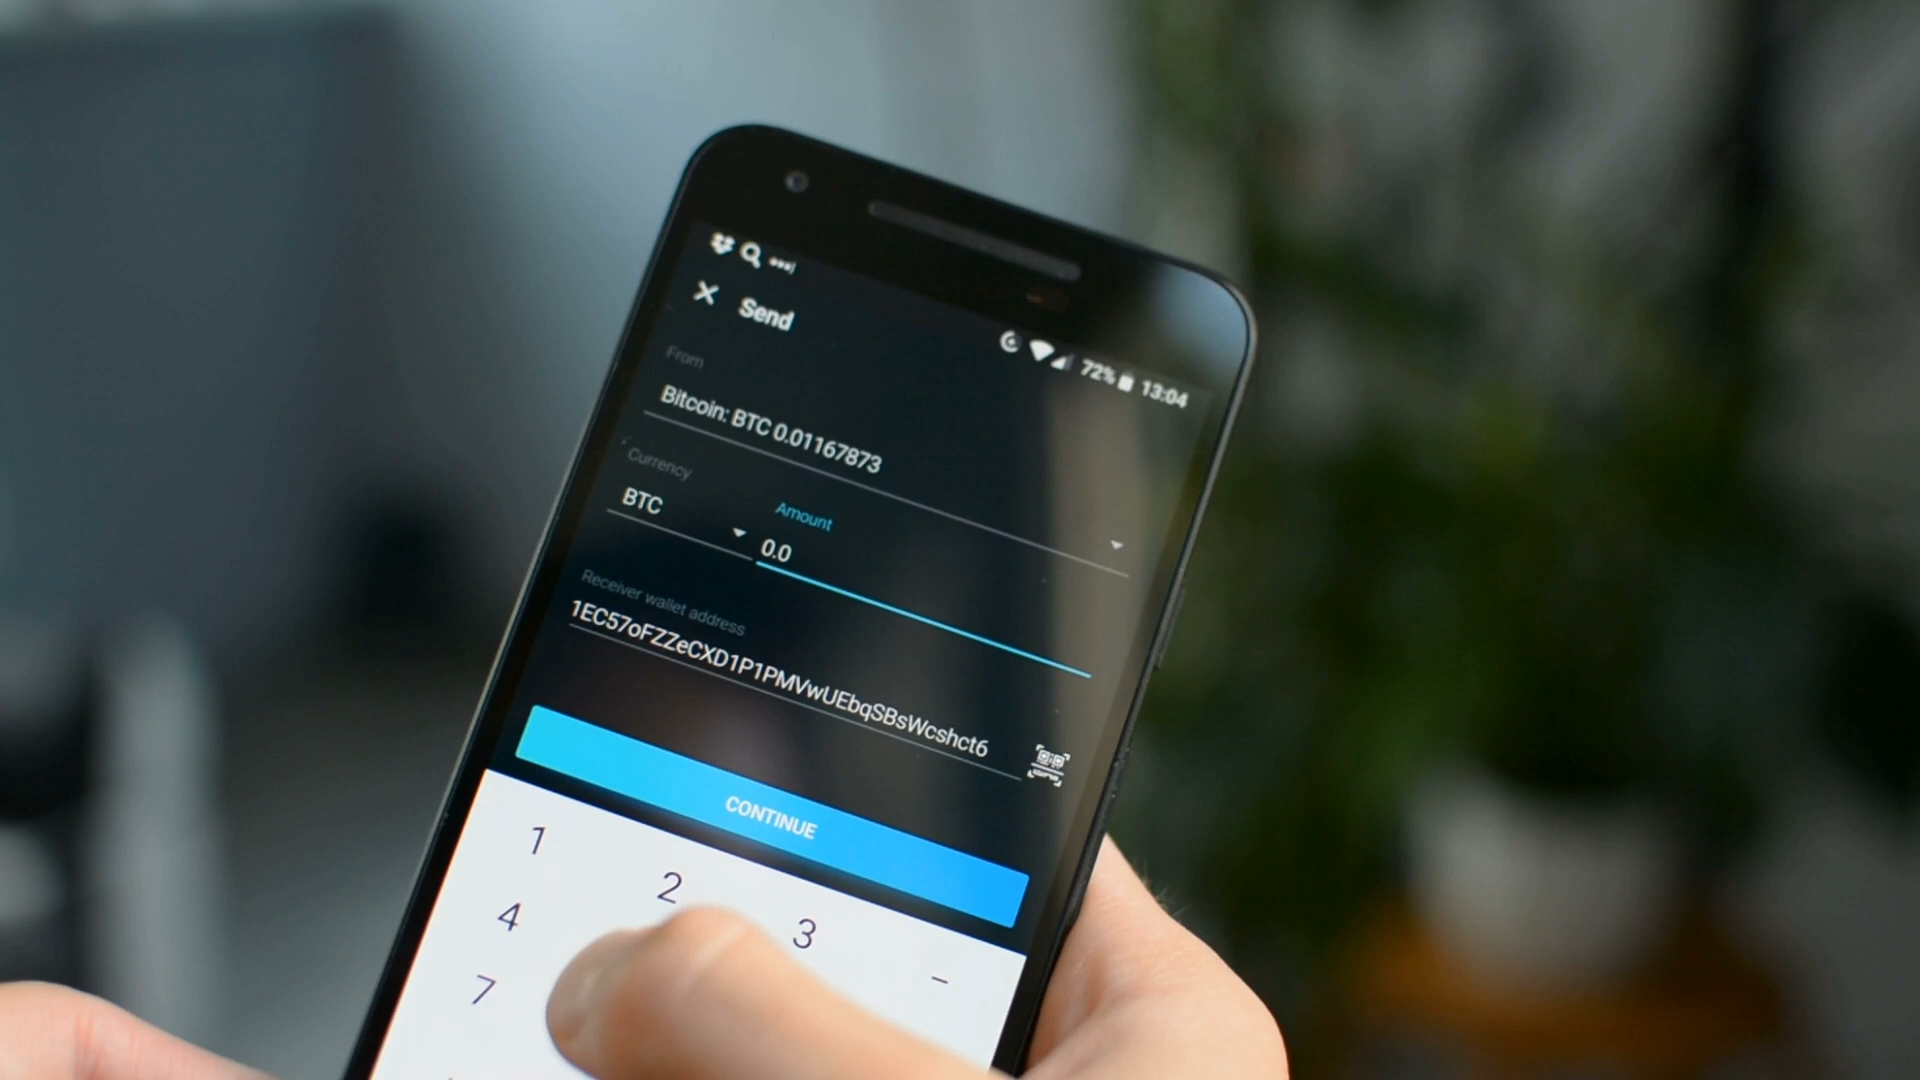 Send
72% 13:04
From
Bitcoin: BTC 0.01167873
Currency
Amount
BTC
0.0
Receiver wallet address
1EC57oFZZeCXD1P1PMVwUEbqSBsWcshct6
CONTINUE
1
2
3
-
4
7